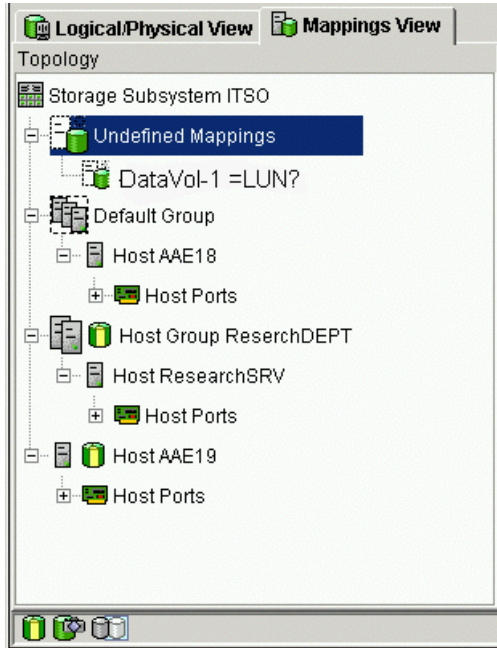 Logical/Physical View Mappings View
Topology
Storage Subsystem ITSO
Undefined Mappings
DataVol-1 =LUN?
Default Group
Host AAE18
Host Ports
Host Group ReserchDEPT
Host ResearchSRV
Host Ports
Host AAE19
Host Ports